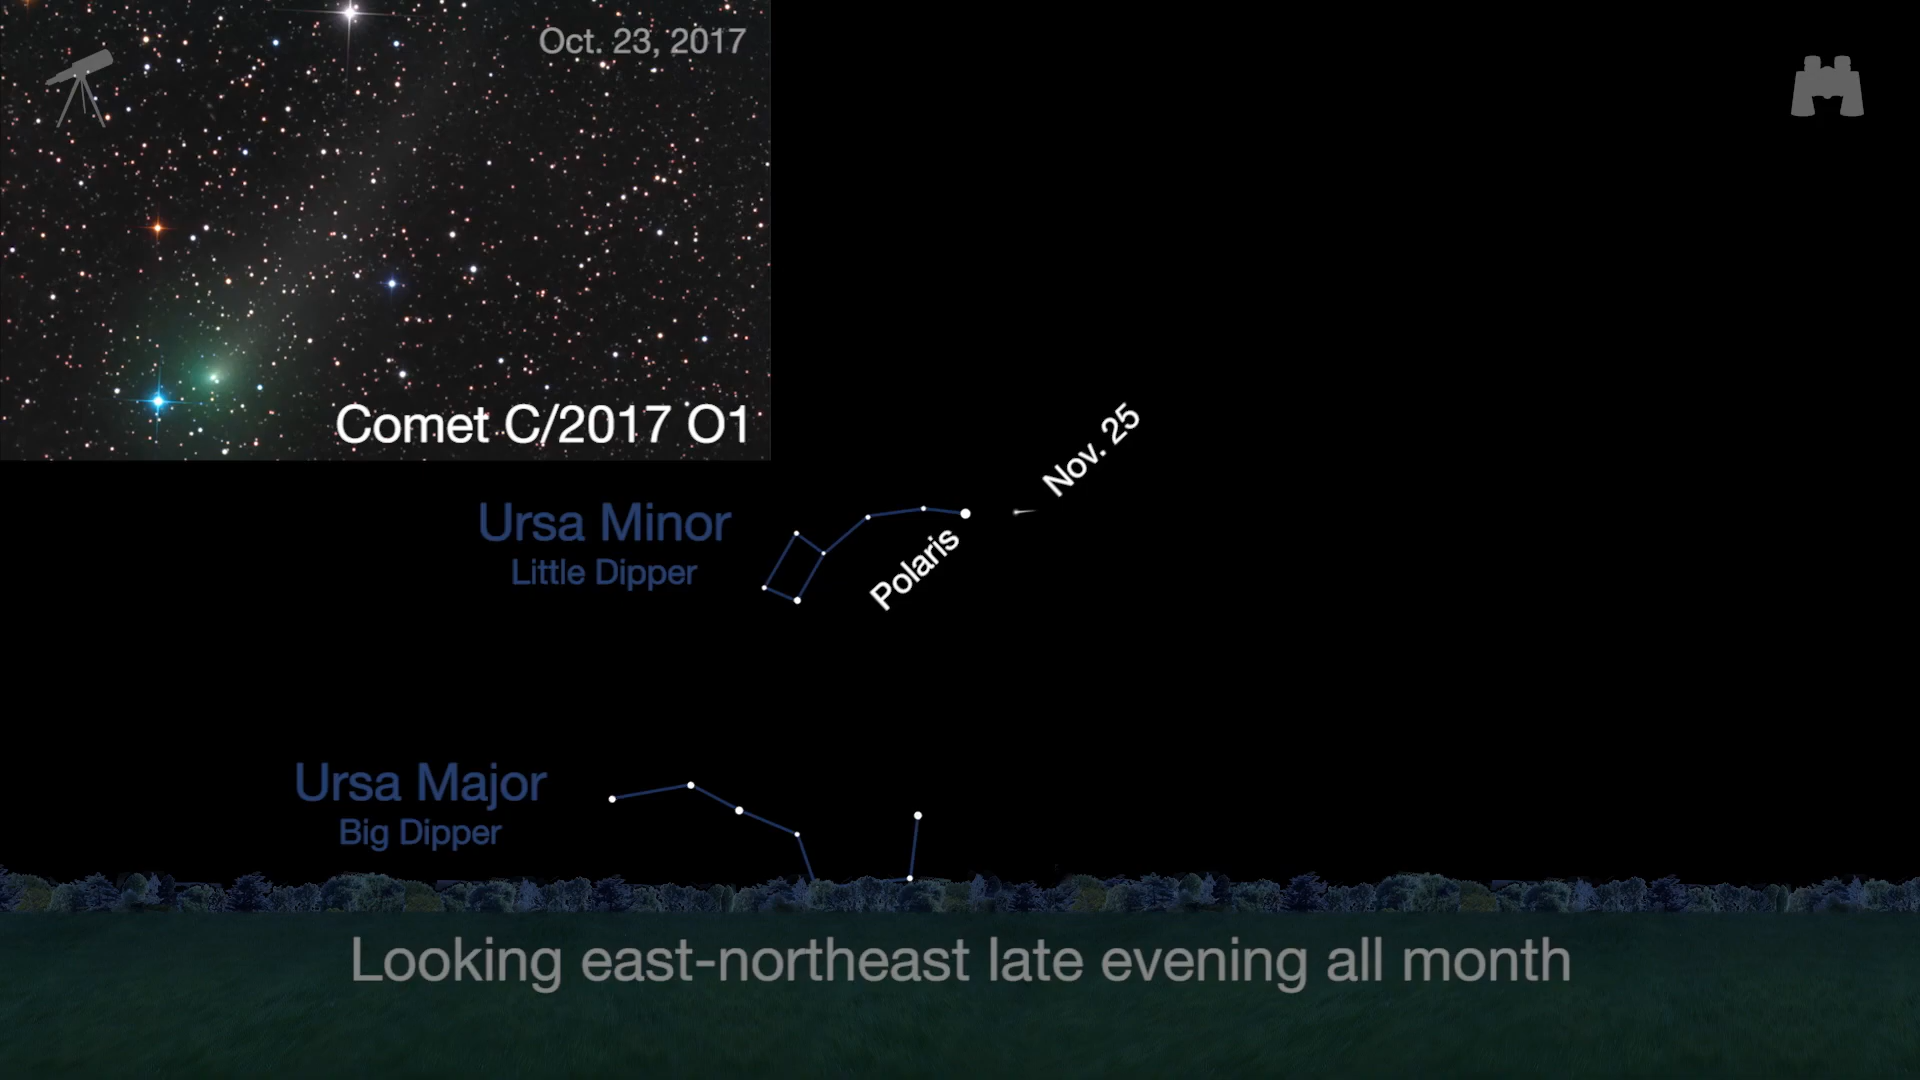 Oct. 23, 2017
Comet C/2017 O1
Nov. 25
Ursa Minor
Little Dipper
Polaris
Ursa Major
Big Dipper
Looking east-northeast late evening all month